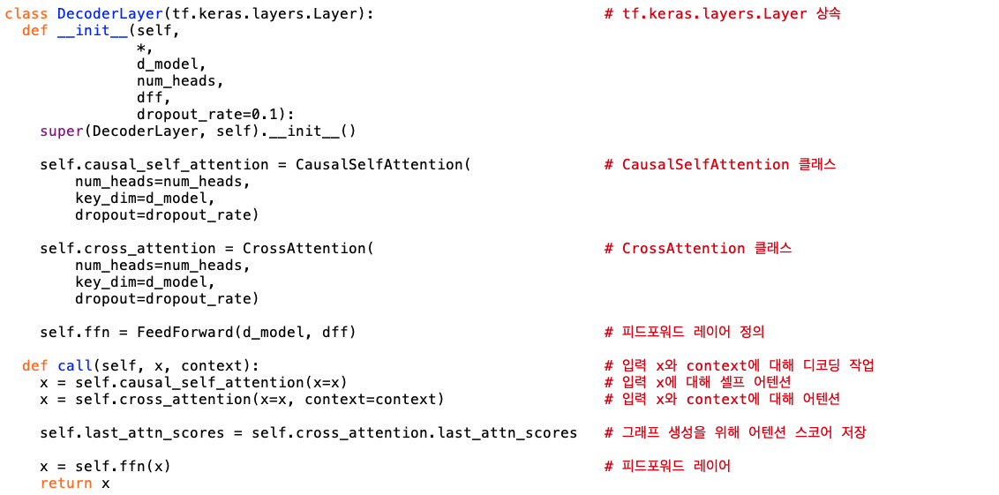 class DecoderLayer(tf.keras.layers.Layer): # tf.keras.layers.Layer 상속
def __init__(self,
*,
d_model,
num_heads,
dff,
dropout_rate=0.1):
super(DecoderLayer, self).__init__()
self.causal_self_attention = CausalSelfAttention( # CausalSelfAttention 클래스
num_heads=num_heads,
key_dim=d_model,
dropout=dropout_rate)
self.cross_attention = CrossAttention( # CrossAttention 클래스
num_heads=num_heads,
key_dim=d_model,
dropout=dropout_rate)
self.ffn = FeedForward(d_model, dff) # 피드포워드 레이어 정의
def call(self, x, context): # 입력 x와 context에 대해 디코딩 작업
x = self.causal_self_attention(x=x) # 입력 x에 대해 셀프 어텐션
x = self.cross_attention(x=x, context=context) # 입력 x와 context에 대해 어텐션
self.last_attn_scores = self.cross_attention.last_attn_scores # 그래프 생성을 위해 어텐션 스코어 저장
x = self.ffn(x) # 피드포워드 레이어
return x